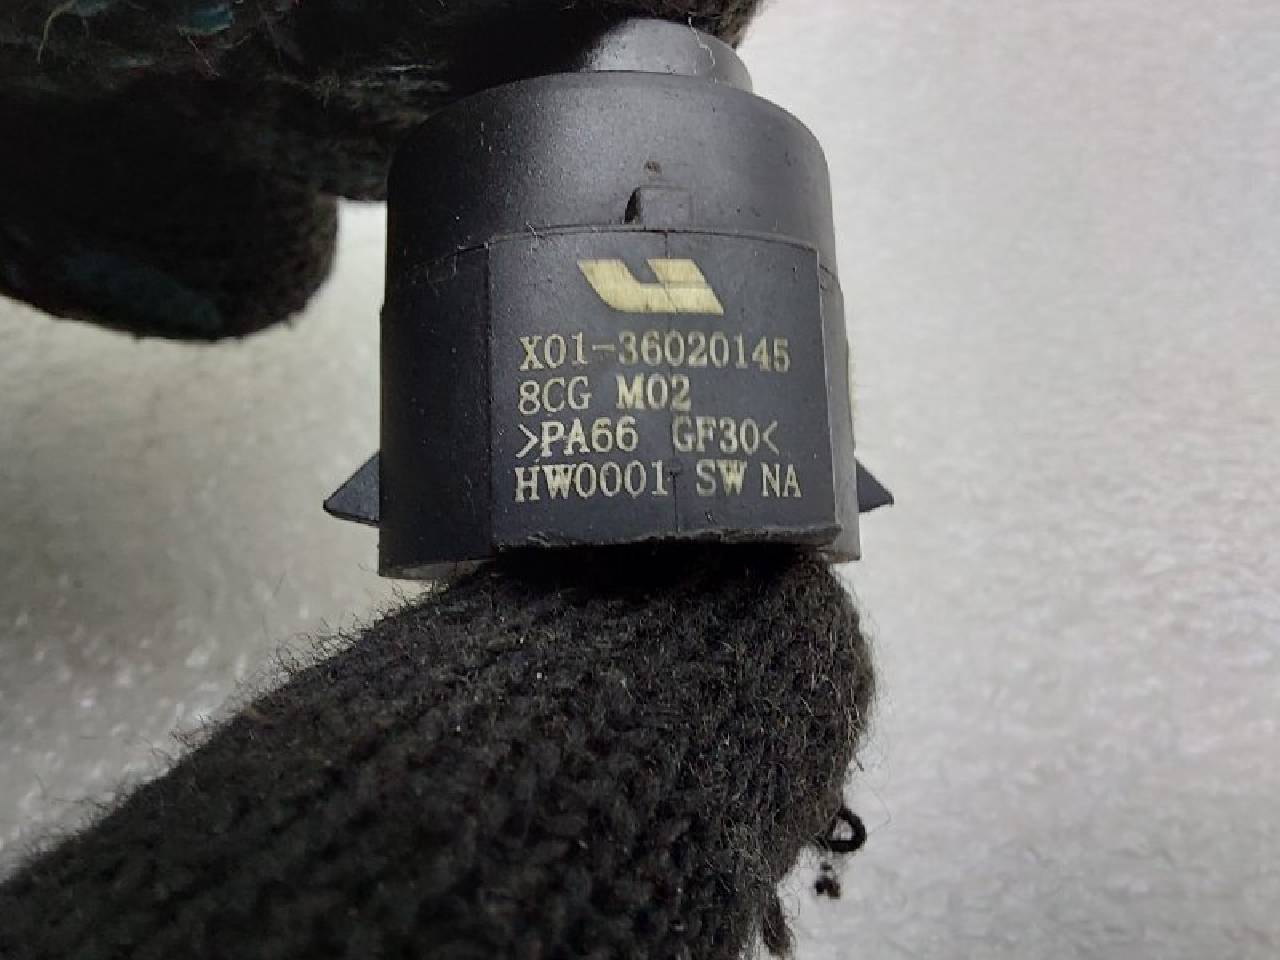 X01-36020145
8CG M02
>PA66 GF30<
HW0001 SW NA